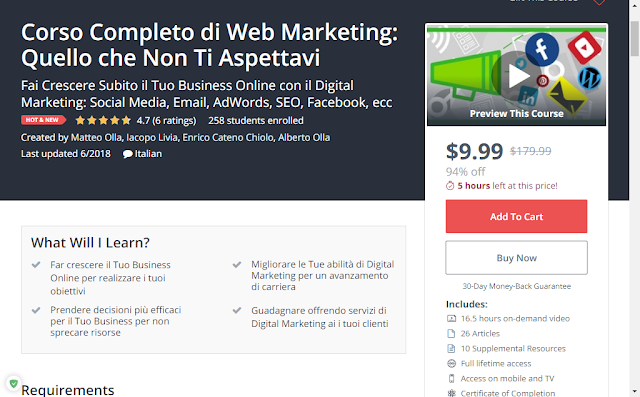 Corso Completo di Web Marketing:
Quello che Non Ti Aspettavi
Fai Crescere Subito il Tuo Business Online con il Digital
Marketing: Social Media, Email, AdWords, SEO, Facebook, ecc
HOT & NEW 4.7 (6 ratings) 258 students enrolled
Created by Matteo Olla, Iacopo Livia, Enrico Cateno Chiolo, Alberto Olla
Last updated 6/2018 Italian
Preview This Course
$9.99 $179.99
94% off
5 hours left at this price!
Add To Cart
Buy Now
30-Day Money-Back Guarantee
Includes:
16.5 hours on-demand video
26 Articles
10 Supplemental Resources
Full lifetime access
Access on mobile and TV
Certificate of Completion
What Will I Learn?
Far crescere il Tuo Business
Online per realizzare i tuoi
obiettivi
Prendere decisioni più efficaci
per il Tuo Business per non
sprecare risorse
Migliorare le Tue abilità di Digital
Marketing per un avanzamento
di carriera
Guadagnare offrendo servizi di
Digital Marketing ai i tuoi clienti
Requirements